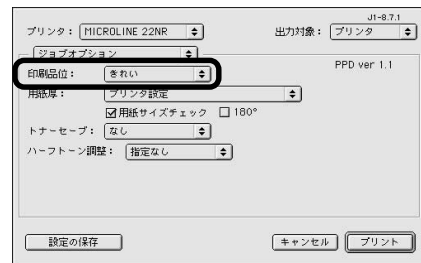 J1-8.7.1
プリンタ： MICROLINE 22NR 出力対象： プリンタ
ジョブオプション
PPD ver 1.1
印刷品位： きれい
用紙厚： プリンタ設定
用紙サイズチェック 180°
トナーセーブ： なし
ハーフトーン調整： 指定なし
設定の保存 キャンセル プリント